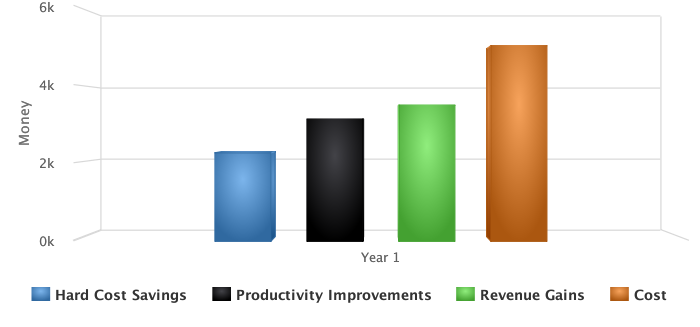 6k
4k
2k
0k
Money
Year 1
Hard Cost Savings Productivity Improvements Revenue Gains Cost